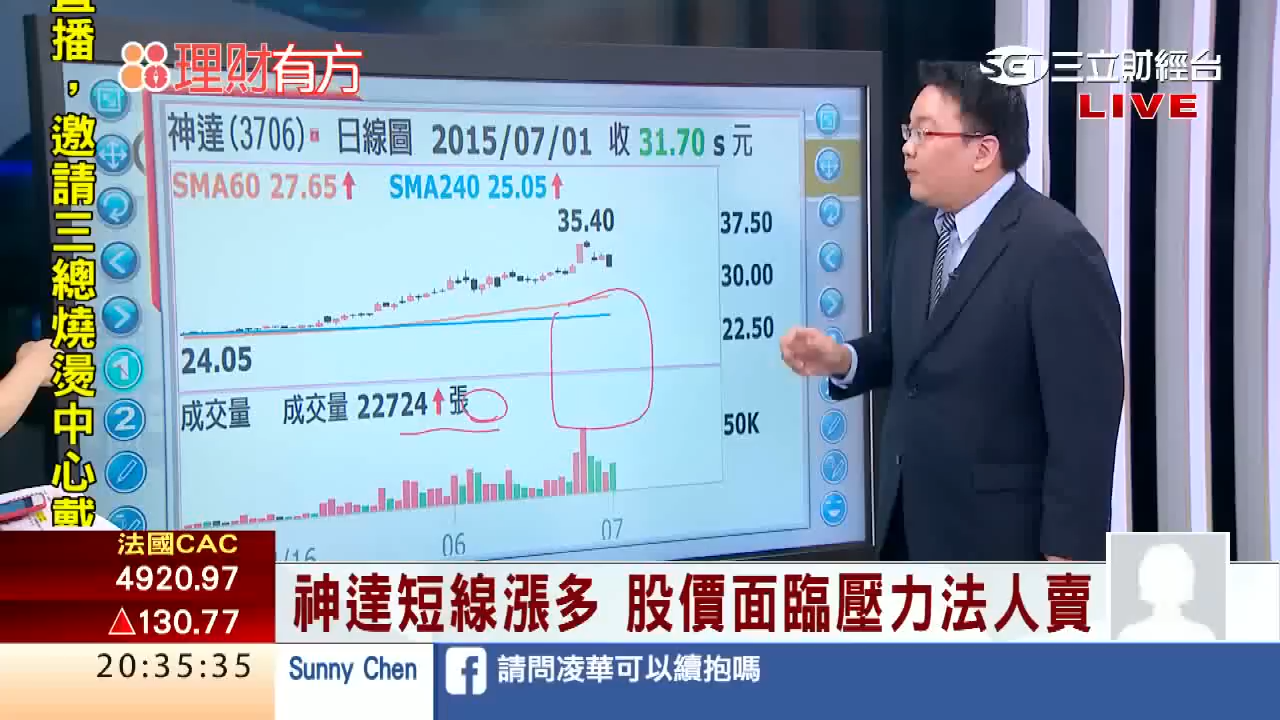 直播，邀請三總燒燙中心戴
理財有方
三立財經台
LIVE
神達(3706) 日線圖 2015/07/01 收 31.70 s 元
SMA60 27.65↑ SMA240 25.05↑
35.40
37.50
30.00
22.50
24.05
成交量 成交量 22724↑張
50K
2
/16
06
07
法國CAC
4920.97
▲130.77
神達短線漲多 股價面臨壓力法人賣
20:35:35
Sunny Chen
請問凌華可以續抱嗎